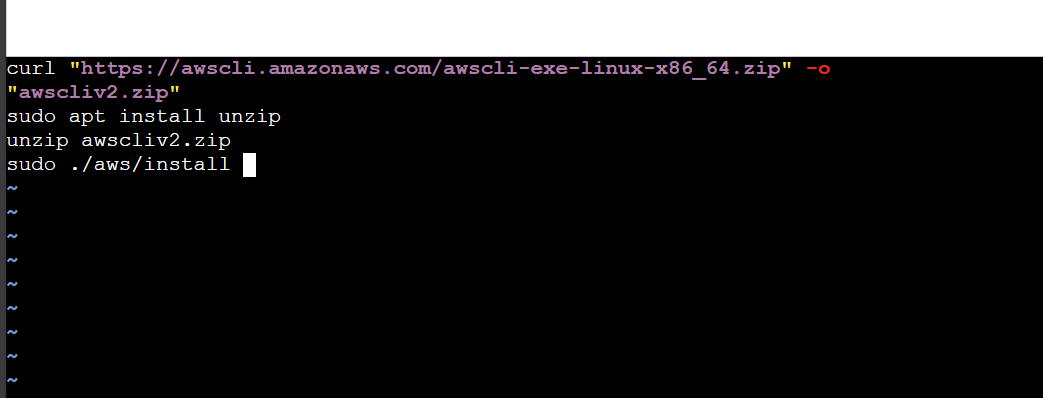 curl "https://awscli.amazonaws.com/awscli-exe-linux-x86_64.zip" -o
"awscliv2.zip"
sudo apt install unzip
unzip awscliv2.zip
sudo ./aws/install
~
~
~
~
~
~
~
~
~